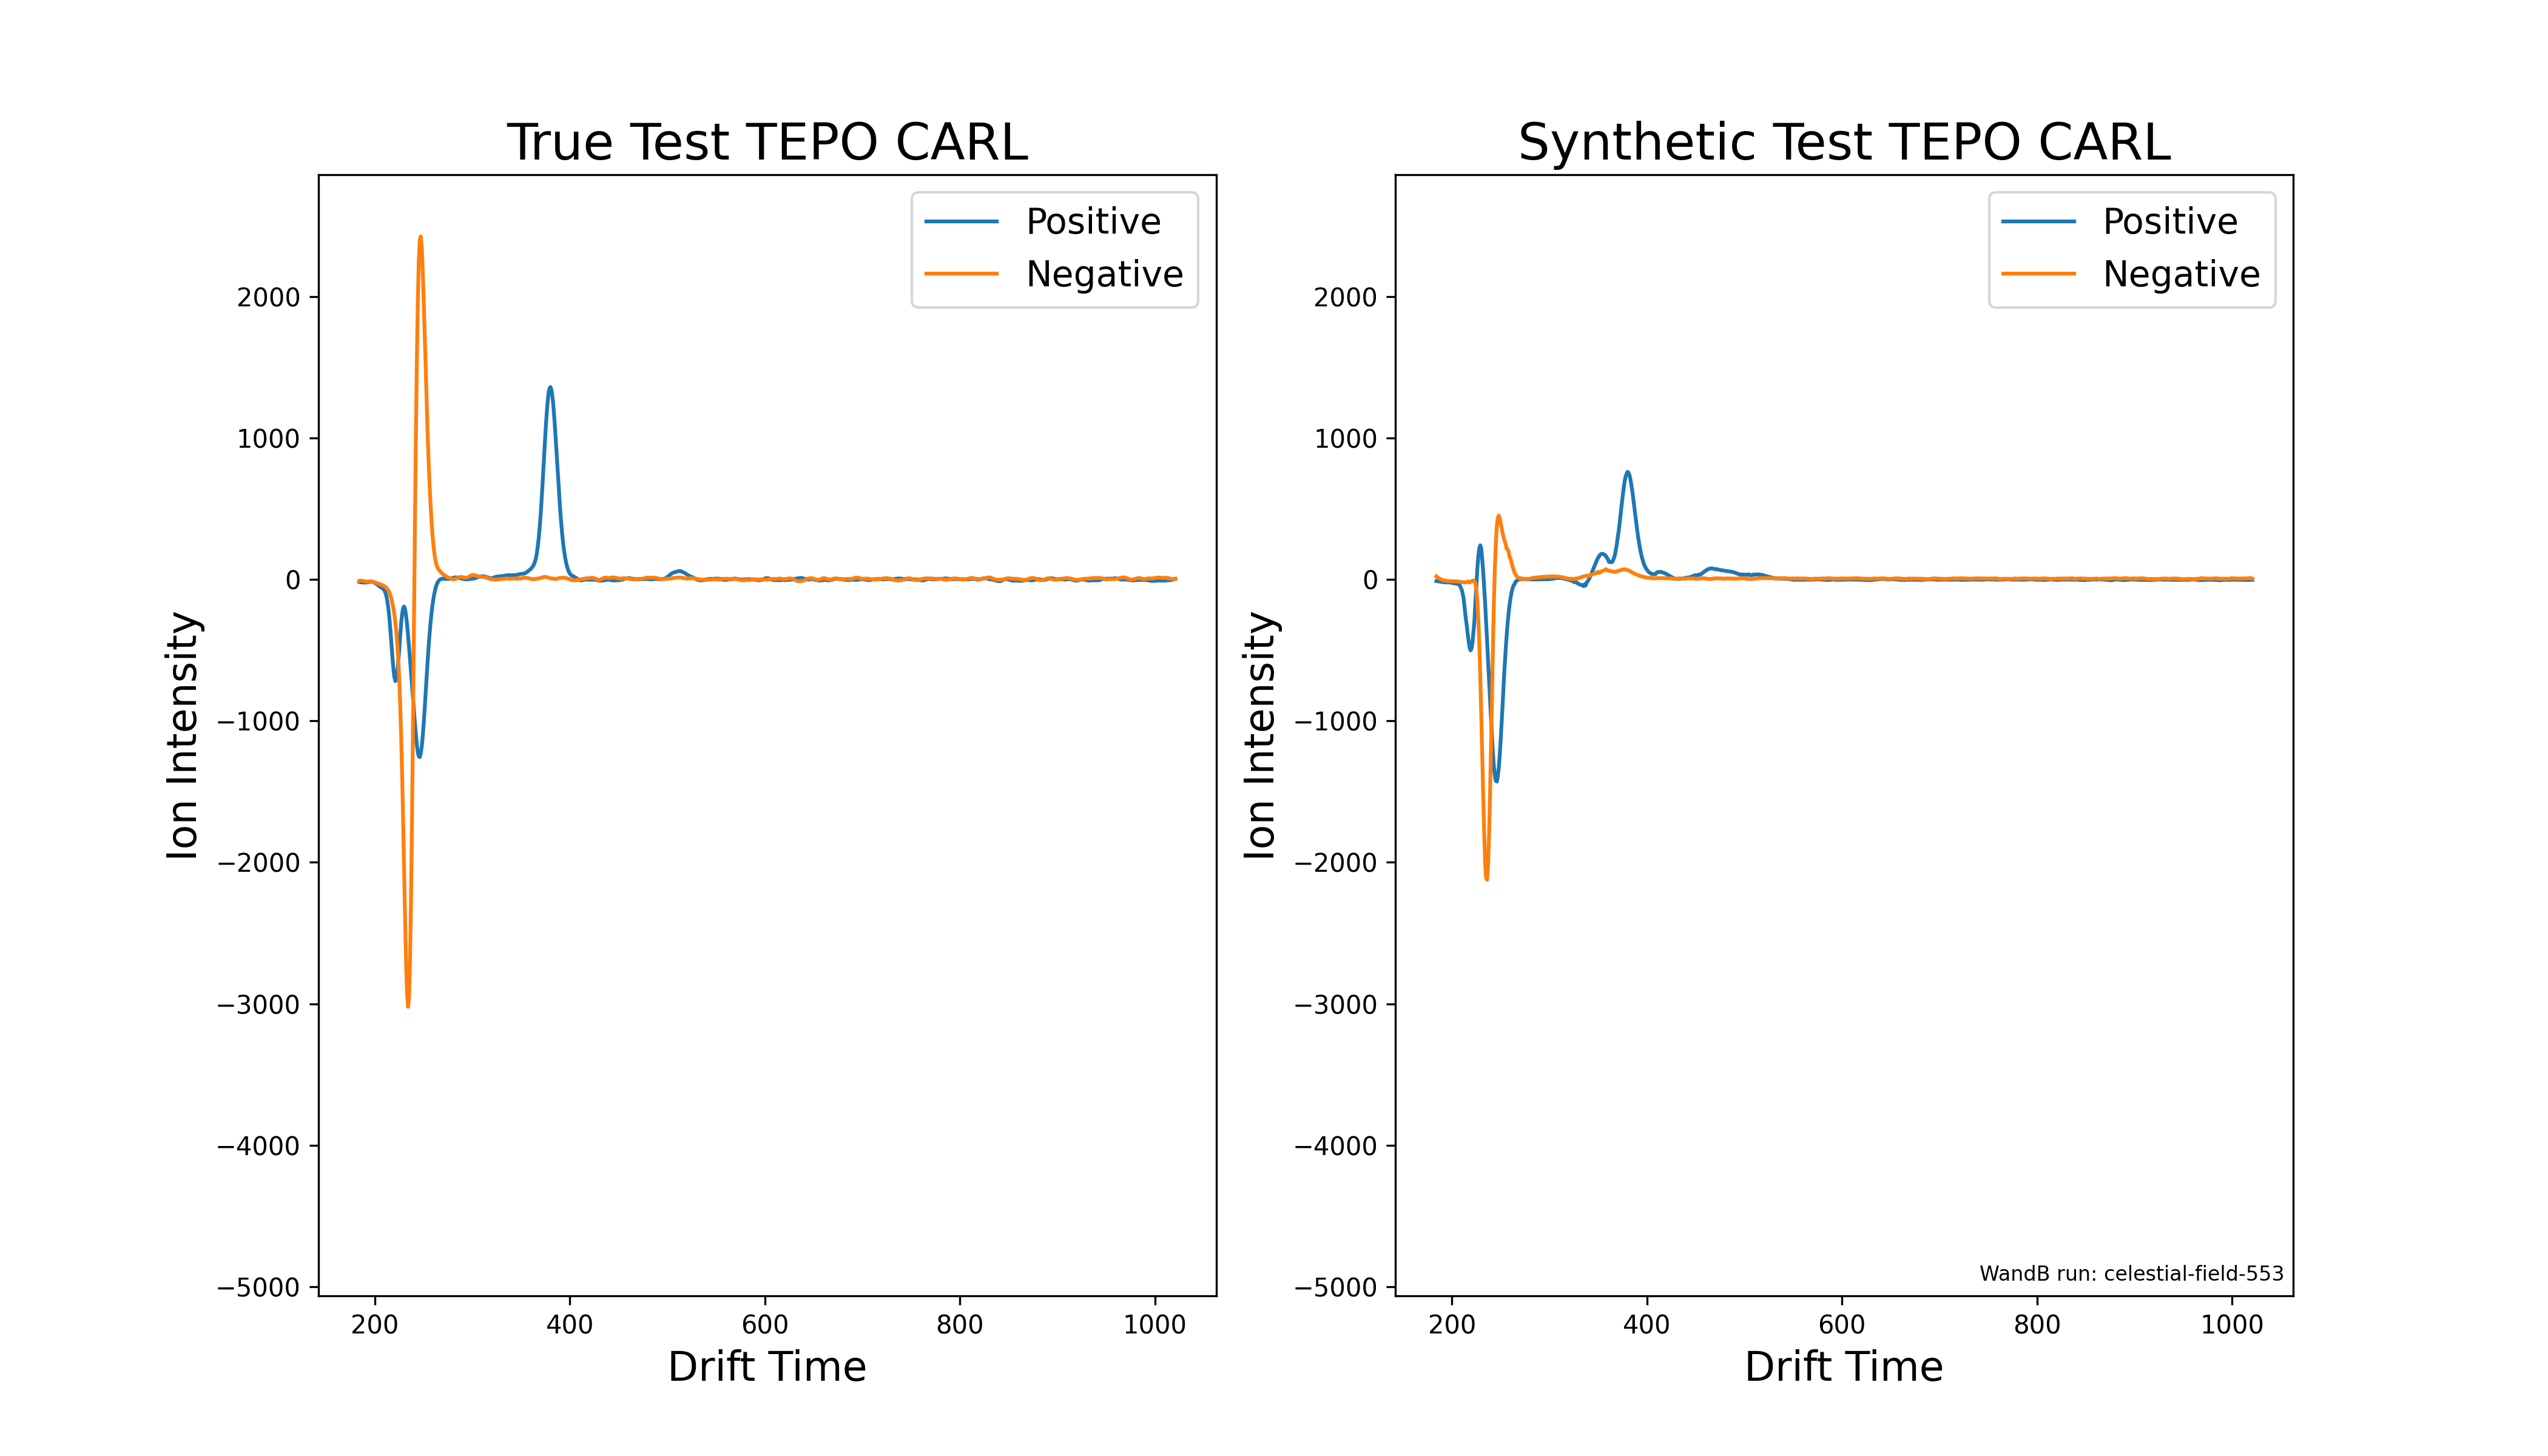 True Test TEPO CARL
Positive
Negative
2000
1000
0
−1000
−2000
−3000
−4000
−5000
200 400 600 800 1000
Ion Intensity
Drift Time
Synthetic Test TEPO CARL
Positive
Negative
2000
1000
0
−1000
−2000
−3000
−4000
−5000
200 400 600 800 1000
Ion Intensity
Drift Time
WandB run: celestial-field-553